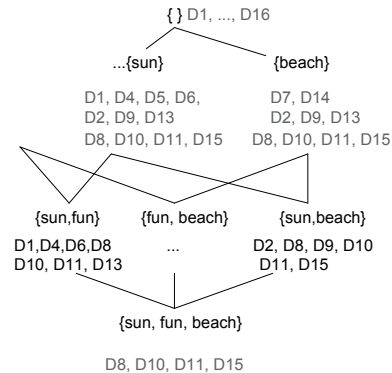 { } D1, ..., D16
...{sun} {beach}
D1, D4, D5, D6, D7, D14
D2, D9, D13 D2, D9, D13
D8, D10, D11, D15 D8, D10, D11, D15
{sun,fun} {fun, beach} {sun,beach}
D1,D4,D6,D8 ... D2, D8, D9, D10
D10, D11, D13 D11, D15
{sun, fun, beach}
D8, D10, D11, D15